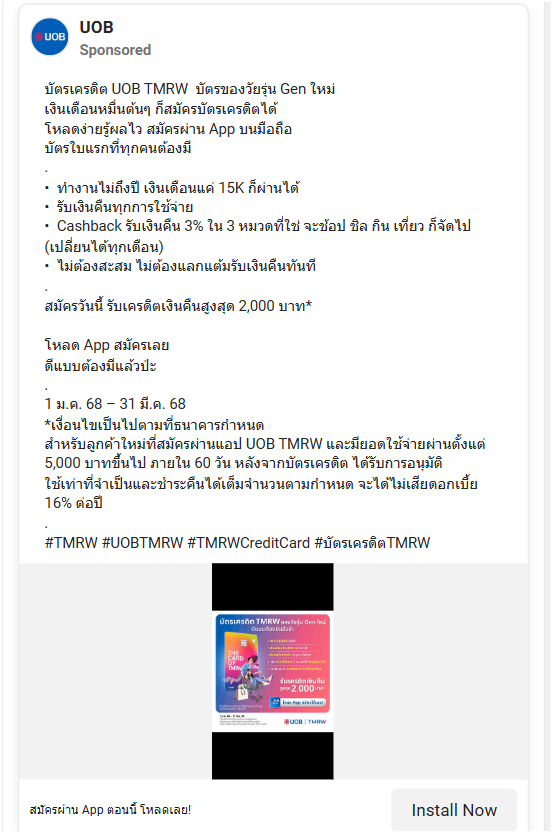 UOB
UOB
Sponsored
บัตรเครดิต UOB TMRW บัตรของวัยรุ่น Gen ใหม่
เงินเดือนหมื่นต้นๆ ก็สมัครบัตรเครดิตได้
โหลดง่ายรู้ผลไว สมัครผ่าน App บนมือถือ
บัตรใบแรกที่ทุกคนต้องมี
.
• ทำงานไม่ถึงปี เงินเดือนแค่ 15K ก็ผ่านได้
• รับเงินคืนทุกการใช้จ่าย
• Cashback รับเงินคืน 3% ใน 3 หมวดที่ใช่ จะช้อป ชิล กิน เที่ยว ก็จัดไป
(เปลี่ยนได้ทุกเดือน)
• ไม่ต้องสะสม ไม่ต้องแลกแต้มรับเงินคืนทันที
.
สมัครวันนี้ รับเครดิตเงินคืนสูงสุด 2,000 บาท*
โหลด App สมัครเลย
ดีแบบต้องมีแล้วป่ะ
.
1 ม.ค. 68 – 31 มี.ค. 68
*เงื่อนไขเป็นไปตามที่ธนาคารกำหนด
สำหรับลูกค้าใหม่ที่สมัครผ่านแอป UOB TMRW และมียอดใช้จ่ายผ่านตั้งแต่
5,000 บาทขึ้นไป ภายใน 60 วัน หลังจากบัตรเครดิต ได้รับการอนุมัติ
ใช้เท่าที่จำเป็นและชำระคืนได้เต็มจำนวนตามกำหนด จะได้ไม่เสียดอกเบี้ย
16% ต่อปี
.
#TMRW #UOBTMRW #TMRWCreditCard #บัตรเครดิตTMRW
บัตรเครดิต TMRW ของวัยรุ่น Gen ใหม่
THE CARD OF TMRW
รับเครดิตเงินคืน
สูงสุด 2,000 บาท*
โหลด App สมัครเลย!
UOB | TMRW
สมัครผ่าน App ตอนนี้ โหลดเลย!
Install Now